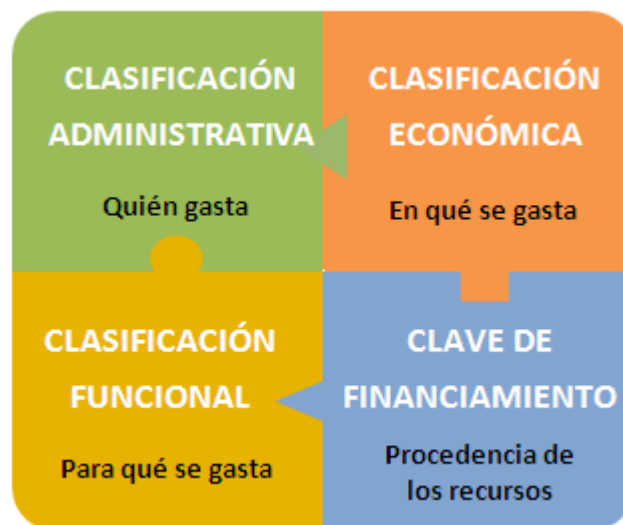 CLASIFICACIÓN
ADMINISTRATIVA
Quién gasta
CLASIFICACIÓN
ECONÓMICA
En qué se gasta
CLASIFICACIÓN
FUNCIONAL
Para qué se gasta
CLAVE DE
FINANCIAMIENTO
Procedencia de
los recursos